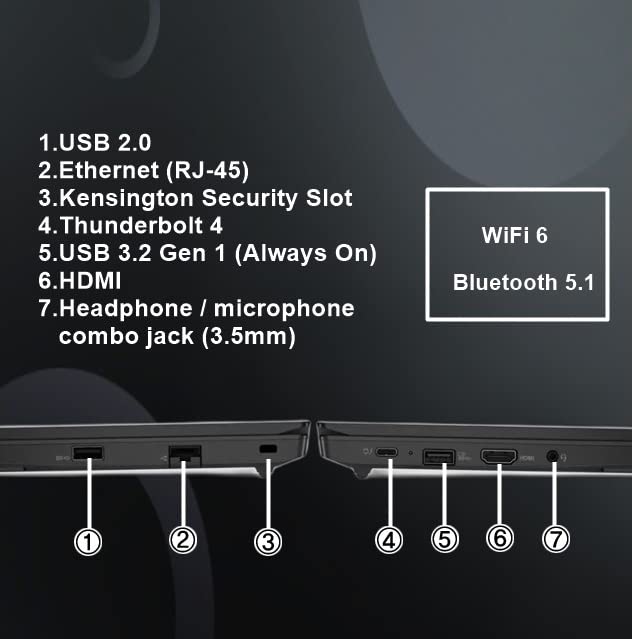 1.USB 2.0
2.Ethernet (RJ-45)
3.Kensington Security Slot
4.Thunderbolt 4
5.USB 3.2 Gen 1 (Always On)
6.HDMI
7.Headphone / microphone
combo jack (3.5mm)
WiFi 6
Bluetooth 5.1
HDMI
① ② ③ ④ ⑤ ⑥ ⑦